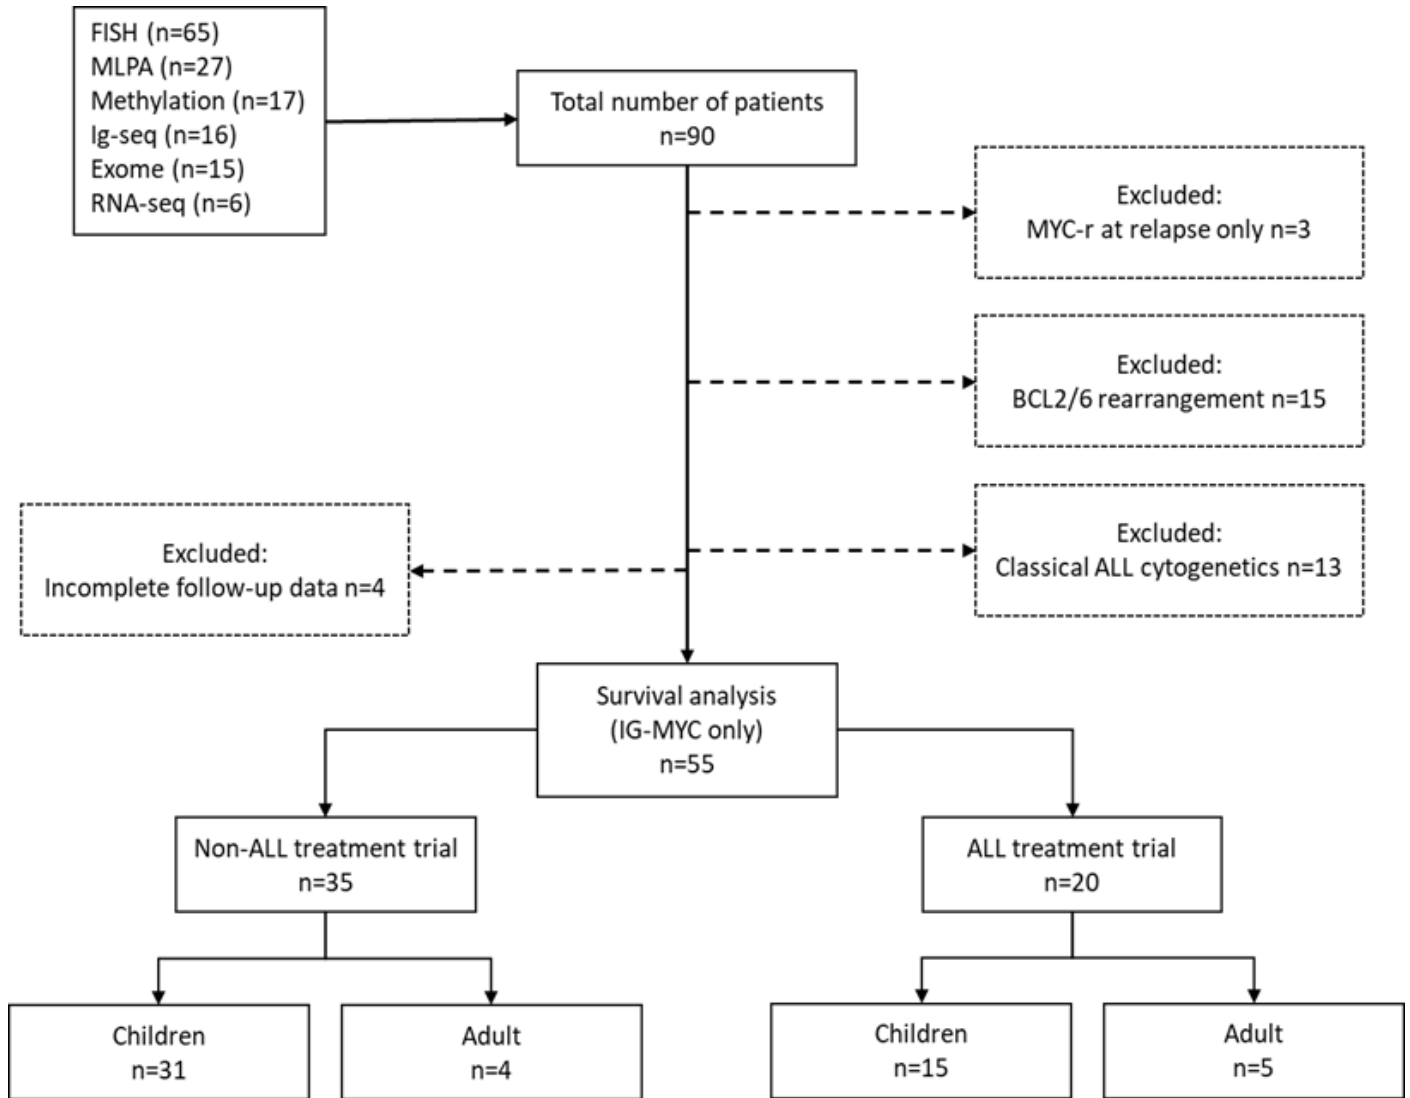 FISH (n=65)
MLPA (n=27)
Methylation (n=17)
Ig-seq (n=16)
Exome (n=15)
RNA-seq (n=6)
Total number of patients
n=90
Excluded:
MYC-r at relapse only n=3
Excluded:
BCL2/6 rearrangement n=15
Excluded:
Classical ALL cytogenetics n=13
Excluded:
Incomplete follow-up data n=4
Survival analysis
(IG-MYC only)
n=55
Non-ALL treatment trial
n=35
ALL treatment trial
n=20
Children
n=31
Adult
n=4
Children
n=15
Adult
n=5